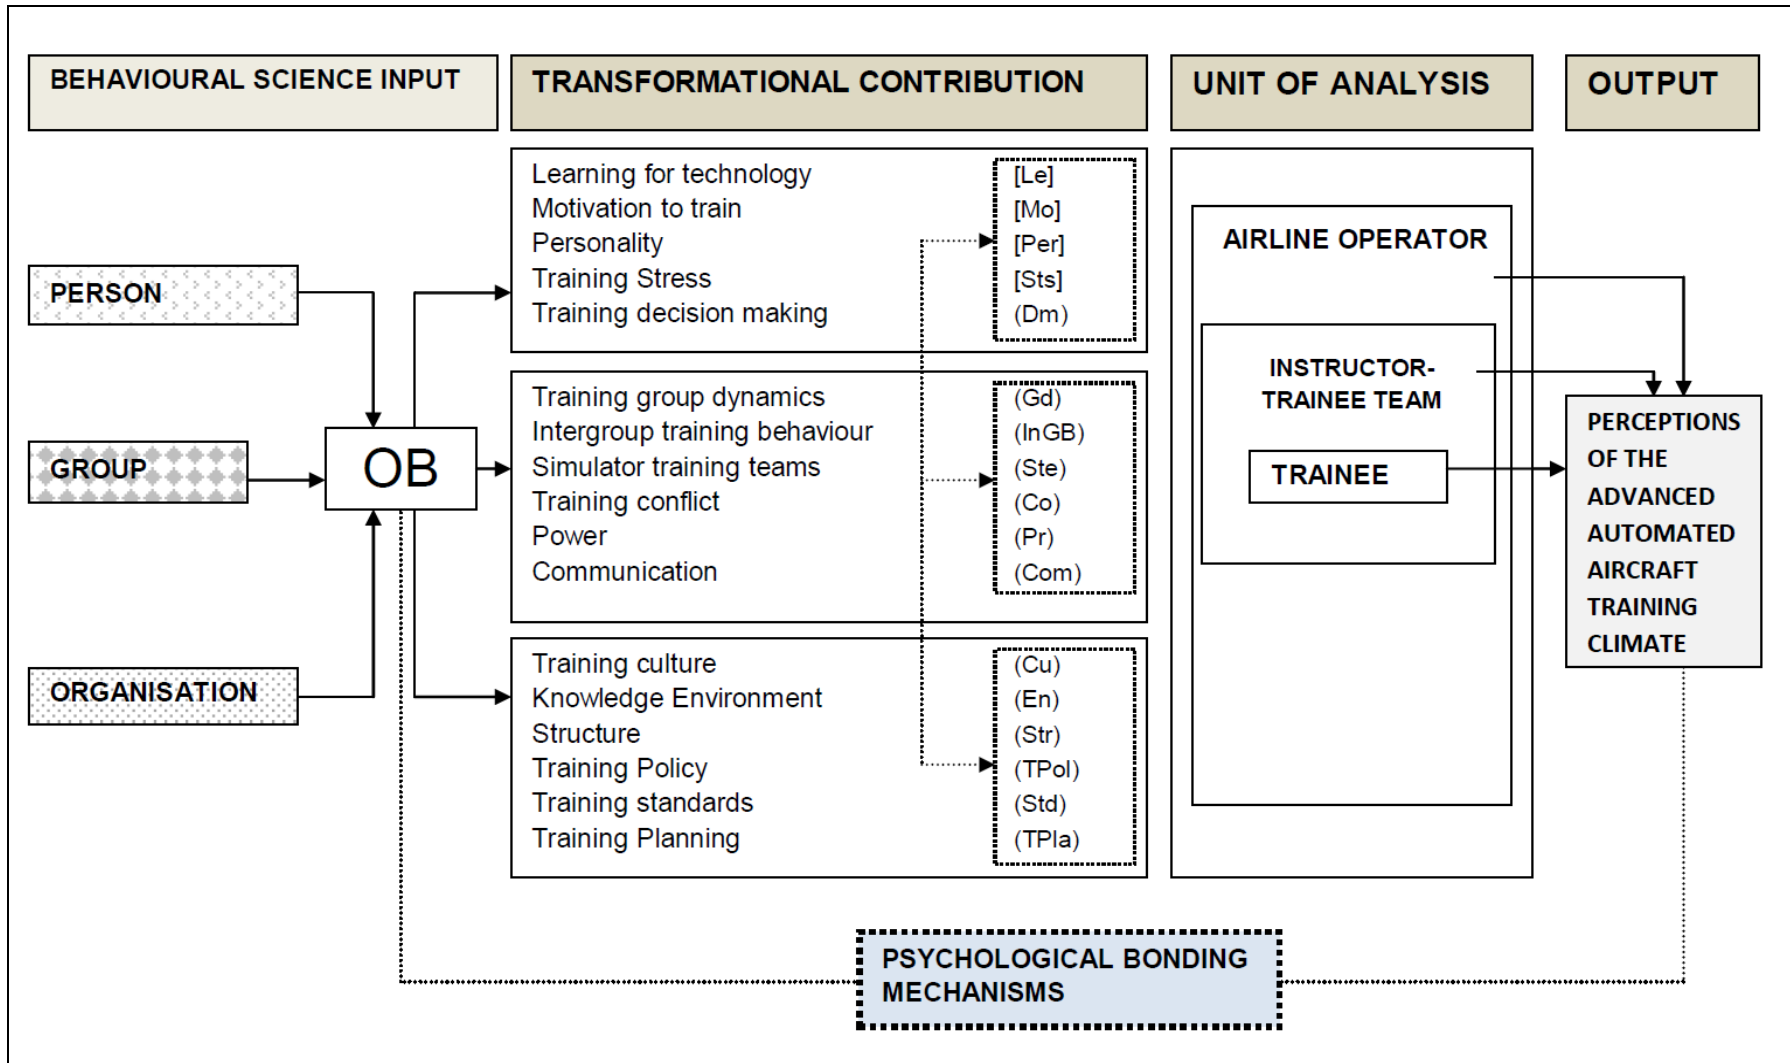 BEHAVIOURAL SCIENCE INPUT
TRANSFORMATIONAL CONTRIBUTION
UNIT OF ANALYSIS
OUTPUT
PERSON
GROUP
ORGANISATION
OB
Learning for technology [Le]
Motivation to train [Mo]
Personality [Per]
Training Stress [Sts]
Training decision making (Dm)
Training group dynamics (Gd)
Intergroup training behaviour (InGB)
Simulator training teams (Ste)
Training conflict (Co)
Power (Pr)
Communication (Com)
Training culture (Cu)
Knowledge Environment (En)
Structure (Str)
Training Policy (TPol)
Training standards (Std)
Training Planning (TPla)
AIRLINE OPERATOR
INSTRUCTOR-
TRAINEE TEAM
TRAINEE
PERCEPTIONS
OF THE
ADVANCED
AUTOMATED
AIRCRAFT
TRAINING
CLIMATE
PSYCHOLOGICAL BONDING
MECHANISMS